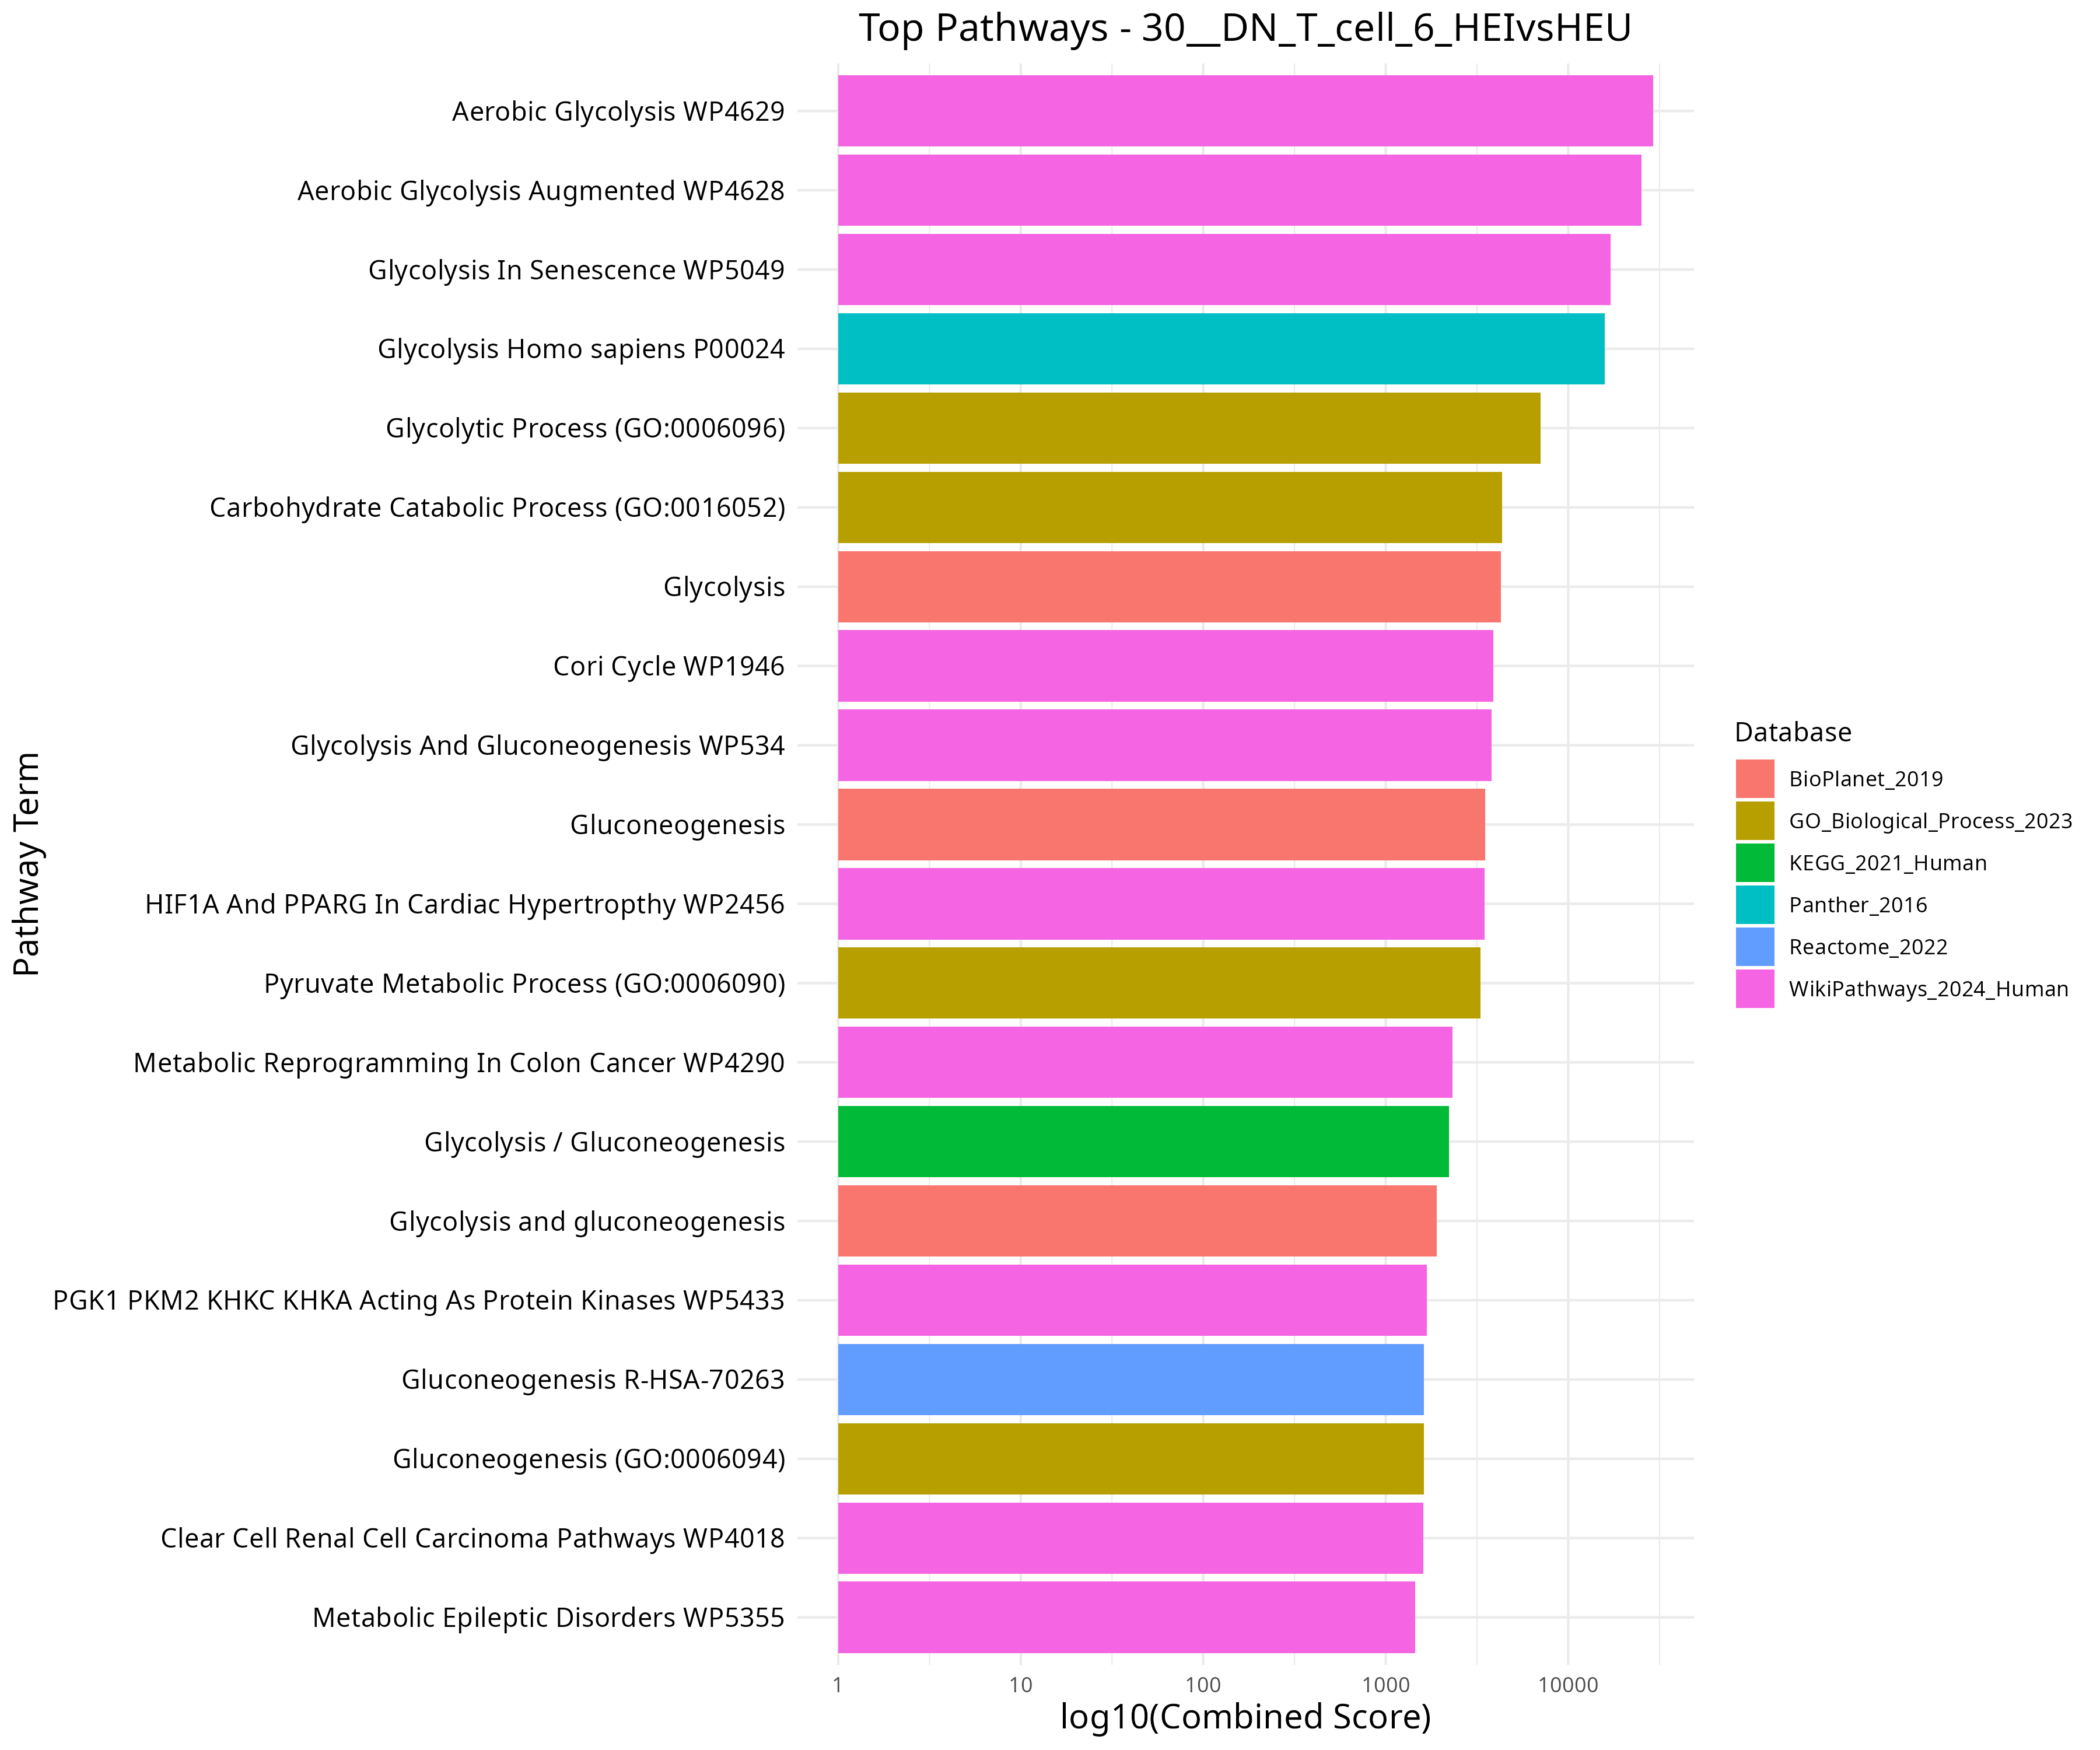 Top Pathways - 30__DN_T_cell_6_HEIvsHEU
Pathway Term
Aerobic Glycolysis WP4629
Aerobic Glycolysis Augmented WP4628
Glycolysis In Senescence WP5049
Glycolysis Homo sapiens P00024
Glycolytic Process (GO:0006096)
Carbohydrate Catabolic Process (GO:0016052)
Glycolysis
Cori Cycle WP1946
Glycolysis And Gluconeogenesis WP534
Gluconeogenesis
HIF1A And PPARG In Cardiac Hypertropthy WP2456
Pyruvate Metabolic Process (GO:0006090)
Metabolic Reprogramming In Colon Cancer WP4290
Glycolysis / Gluconeogenesis
Glycolysis and gluconeogenesis
PGK1 PKM2 KHKC KHKA Acting As Protein Kinases WP5433
Gluconeogenesis R-HSA-70263
Gluconeogenesis (GO:0006094)
Clear Cell Renal Cell Carcinoma Pathways WP4018
Metabolic Epileptic Disorders WP5355
1 10 100 1000 10000
log10(Combined Score)
Database
BioPlanet_2019
GO_Biological_Process_2023
KEGG_2021_Human
Panther_2016
Reactome_2022
WikiPathways_2024_Human